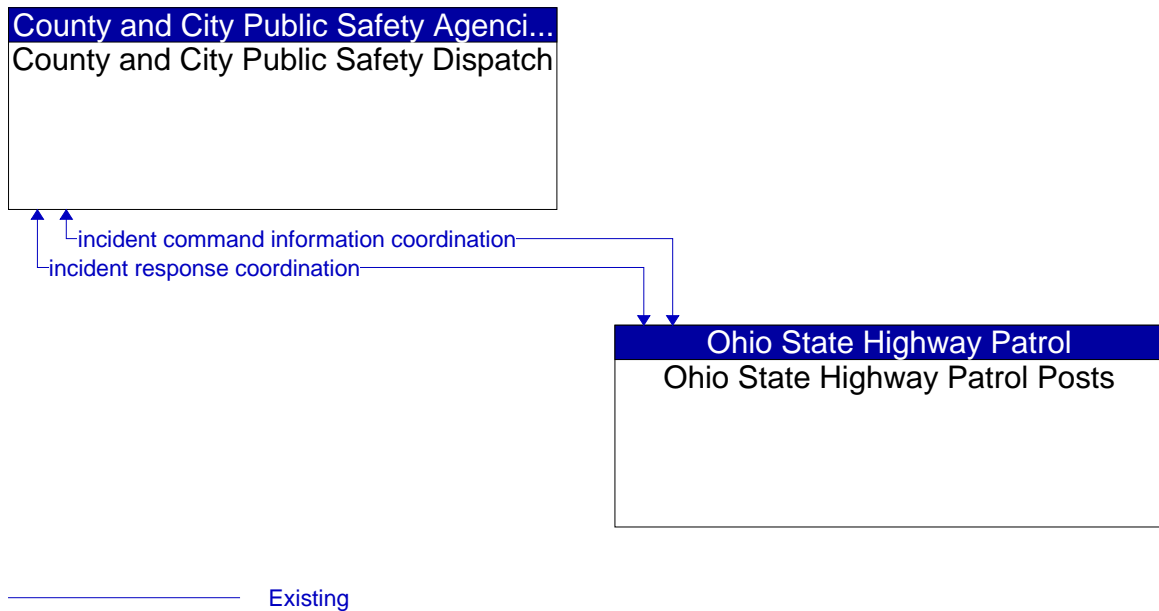 County and City Public Safety Agenci...
County and City Public Safety Dispatch
incident command information coordination
incident response coordination
Ohio State Highway Patrol
Ohio State Highway Patrol Posts
Existing